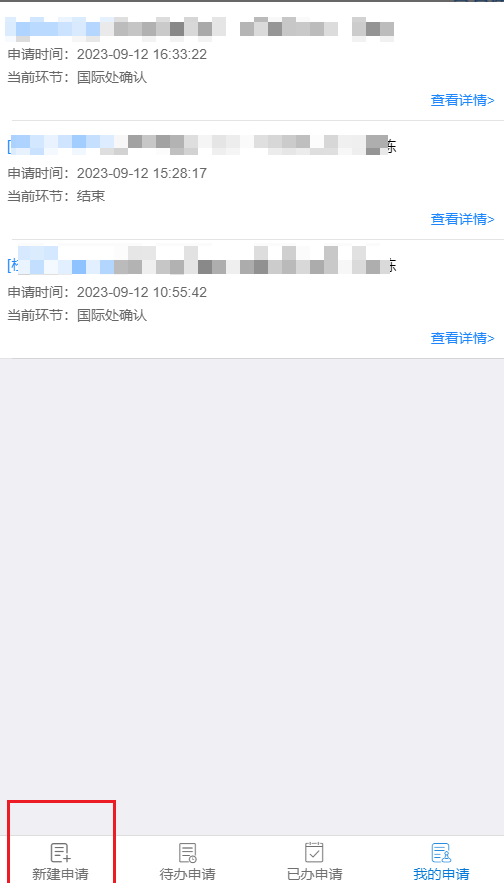 申请时间：2023-09-12 16:33:22
当前环节：国际处确认
查看详情>
[
申请时间：2023-09-12 15:28:17
当前环节：结束
查看详情>
[
申请时间：2023-09-12 10:55:42
当前环节：国际处确认
查看详情>
新建申请 待办申请 已办申请 我的申请